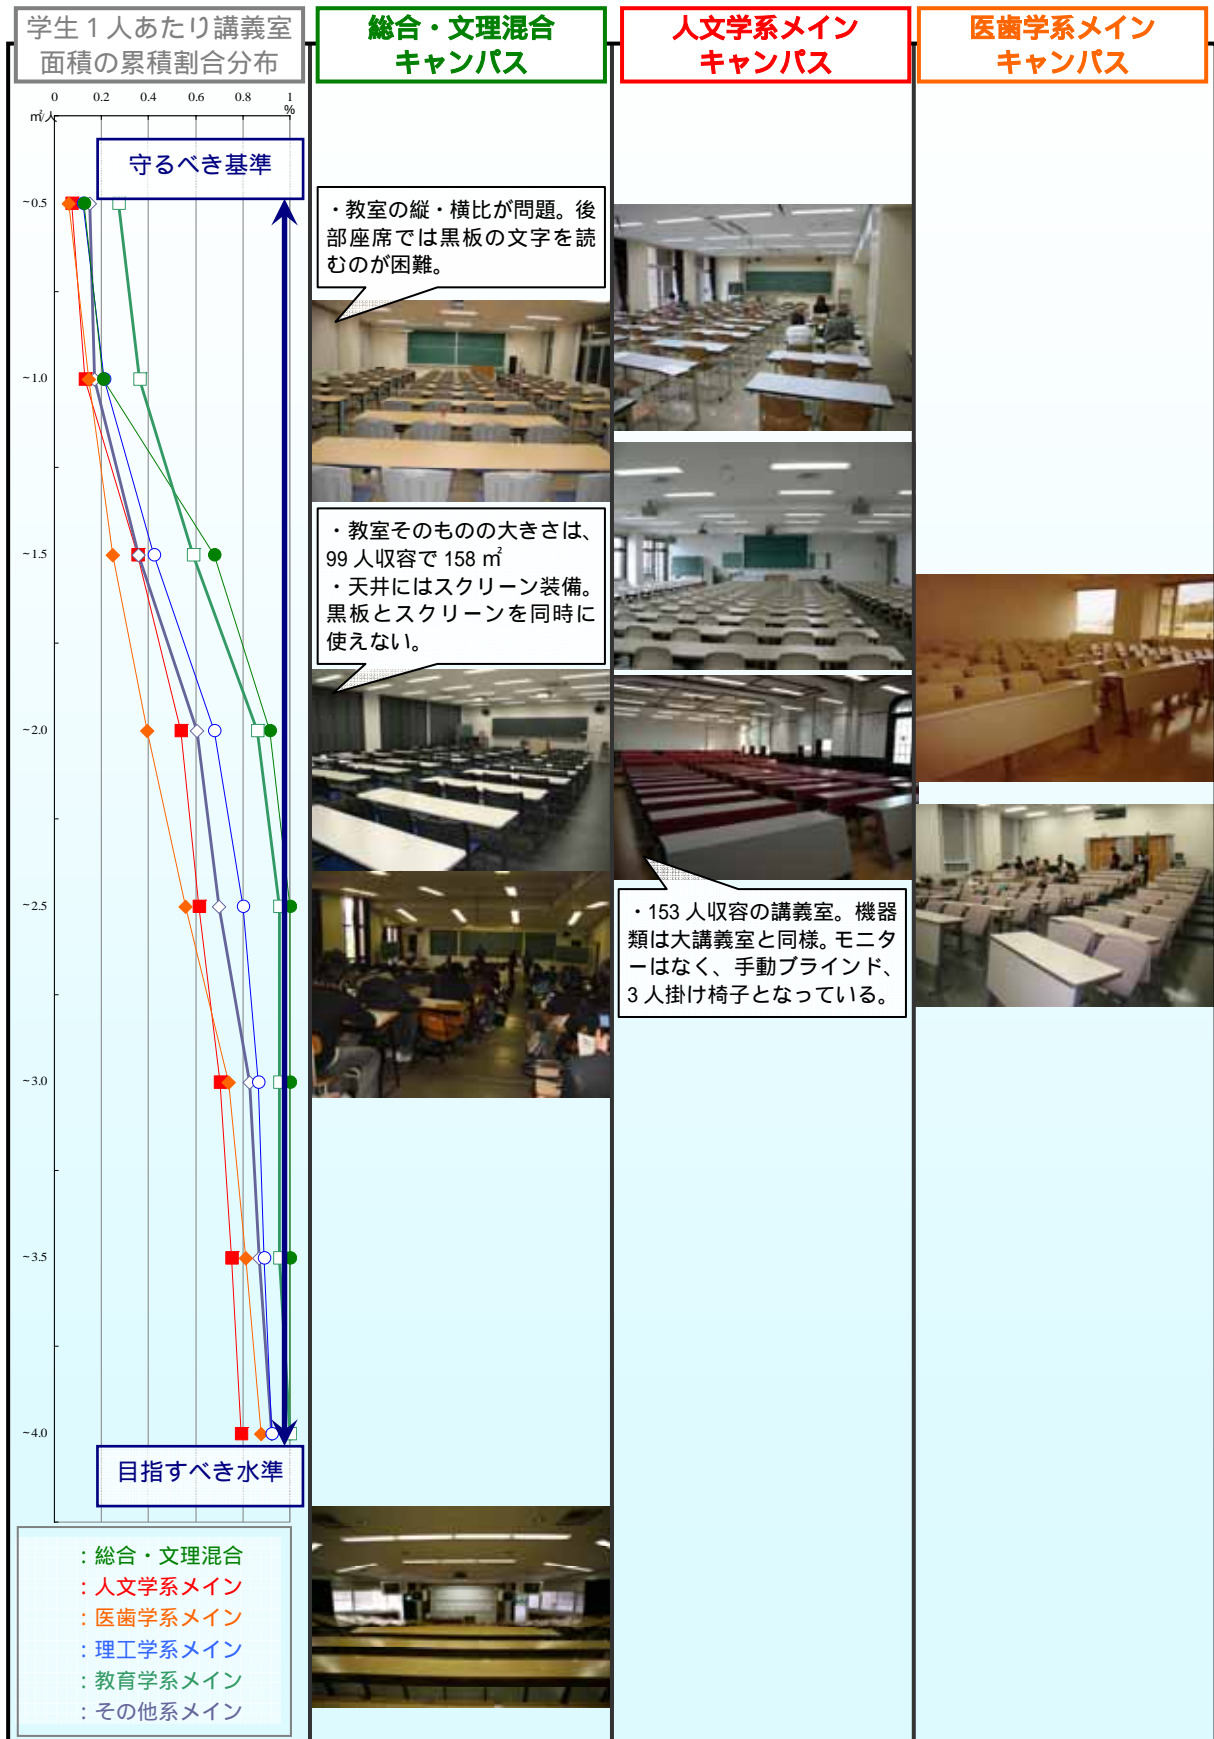 学生１人あたり講義室
面積の累積割合分布
総合・文理混合
キャンパス
人文学系メイン
キャンパス
医歯学系メイン
キャンパス
0 0.2 0.4 0.6 0.8 1
%
㎡/人
守るべき基準
~0.5
~1.0
~1.5
~2.0
~2.5
~3.0
~3.5
~4.0
目指すべき水準
：総合・文理混合
：人文学系メイン
：医歯学系メイン
：理工学系メイン
：教育学系メイン
：その他系メイン
・教室の縦・横比が問題。後
部座席では黒板の文字を読
むのが困難。
・教室そのものの大きさは、
99 人収容で 158 ㎡
・天井にはスクリーン装備。
黒板とスクリーンを同時に
使えない。
・153 人収容の講義室。機器
類は大講義室と同様。モニタ
ーはなく、手動ブラインド、
3 人掛け椅子となっている。